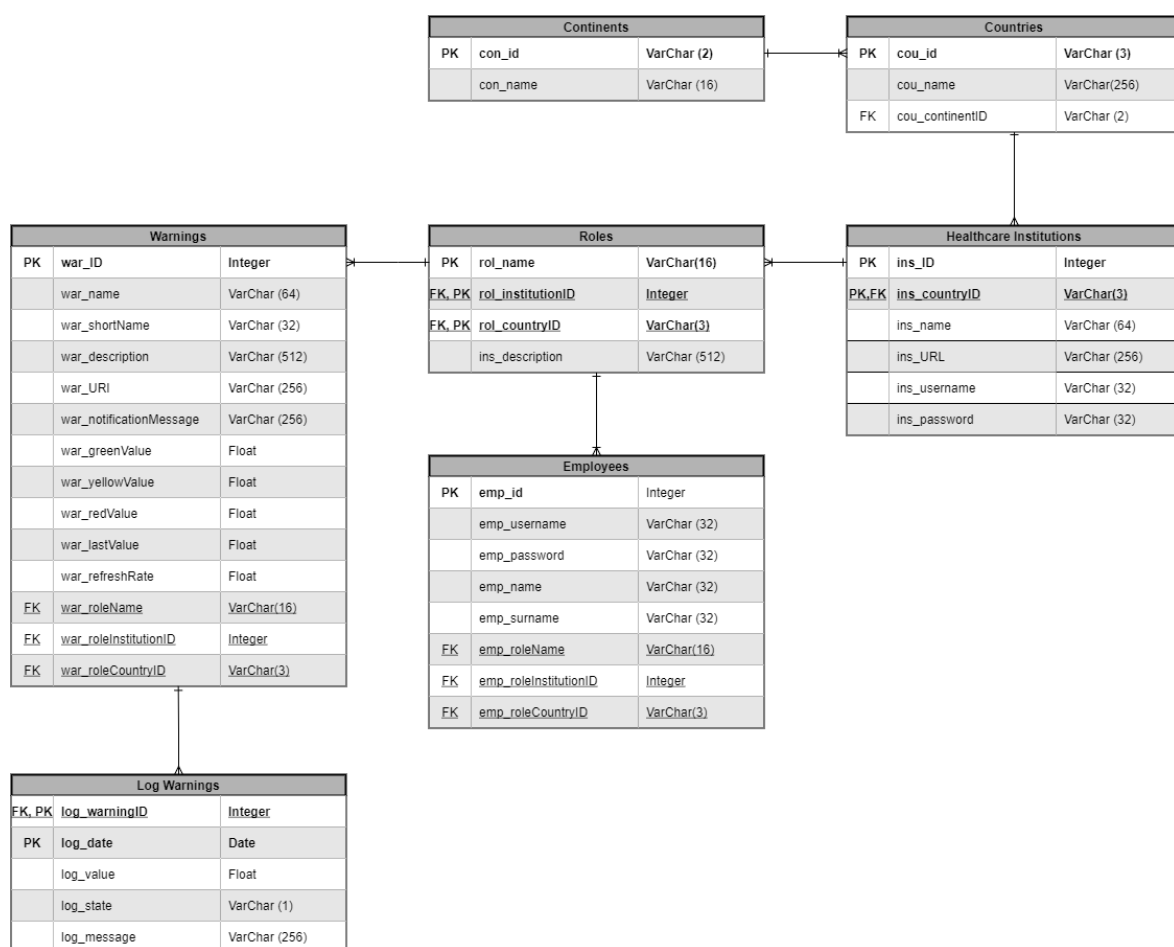 Continents
PK con_id VarChar (2)
con_name VarChar (16)
Countries
PK cou_id VarChar (3)
cou_name VarChar(256)
FK cou_continentID VarChar (2)
Warnings
PK war_ID Integer
war_name VarChar (64)
war_shortName VarChar (32)
war_description VarChar (512)
war_URI VarChar (256)
war_notificationMessage VarChar (256)
war_greenValue Float
war_yellowValue Float
war_redValue Float
war_lastValue Float
war_refreshRate Float
FK war_roleName VarChar(16)
FK war_roleInstitutionID Integer
FK war_roleCountryID VarChar(3)
Roles
PK rol_name VarChar(16)
FK, PK rol_institutionID Integer
FK, PK rol_countryID VarChar(3)
ins_description VarChar (512)
Healthcare Institutions
PK ins_ID Integer
PK,FK ins_countryID VarChar(3)
ins_name VarChar (64)
ins_URL VarChar (256)
ins_username VarChar (32)
ins_password VarChar (32)
Employees
PK emp_id Integer
emp_username VarChar (32)
emp_password VarChar (32)
emp_name VarChar (32)
emp_surname VarChar (32)
FK emp_roleName VarChar(16)
FK emp_roleInstitutionID Integer
FK emp_roleCountryID VarChar(3)
Log Warnings
FK, PK log_warningID Integer
PK log_date Date
log_value Float
log_state VarChar (1)
log_message VarChar (256)